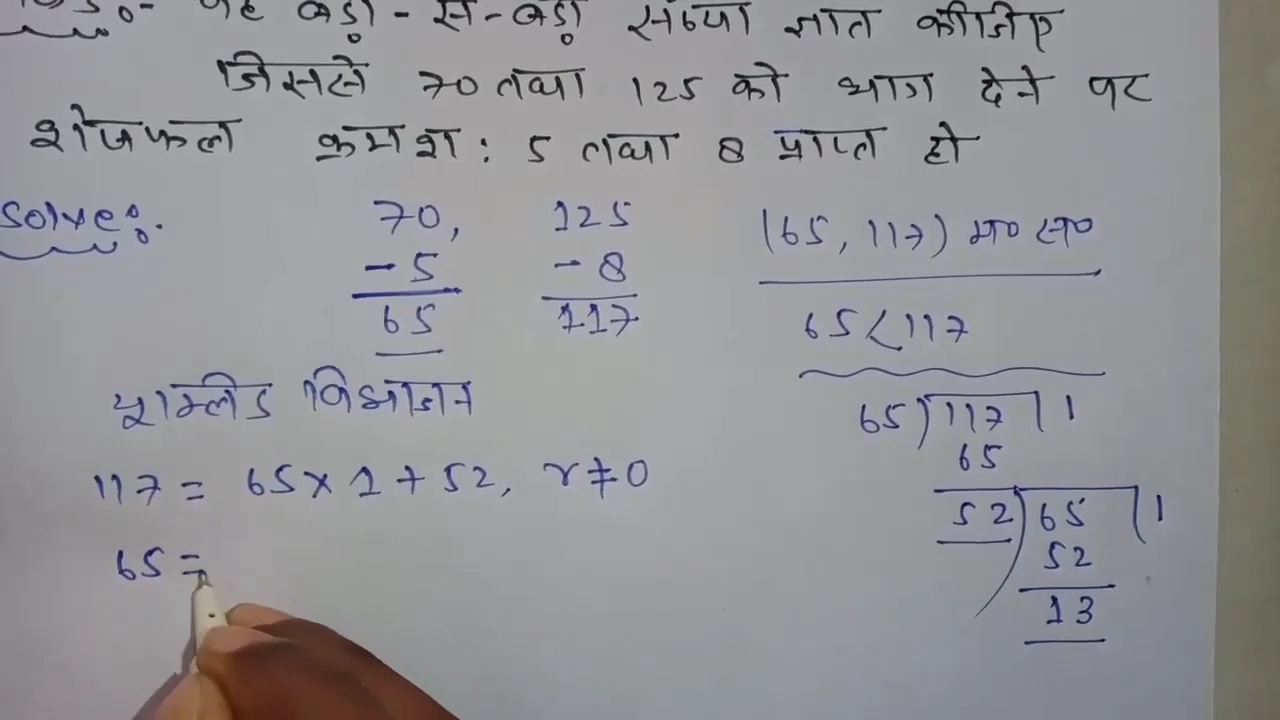 वह बड़ी - से - बड़ी संख्या ज्ञात कीजिए
जिससे 70 तथा 125 को भाग देने पर
शेषफल क्रमश: 5 तथा 8 प्राप्त हो
Solve:.
70, 125
- 5 - 8
65 117
यूक्लिड विभाजन
117 = 65 × 1 + 52, r ≠ 0
65 =
(65, 117) म० स०
65 < 117
65) 117 1
65
52) 65 1
52
13